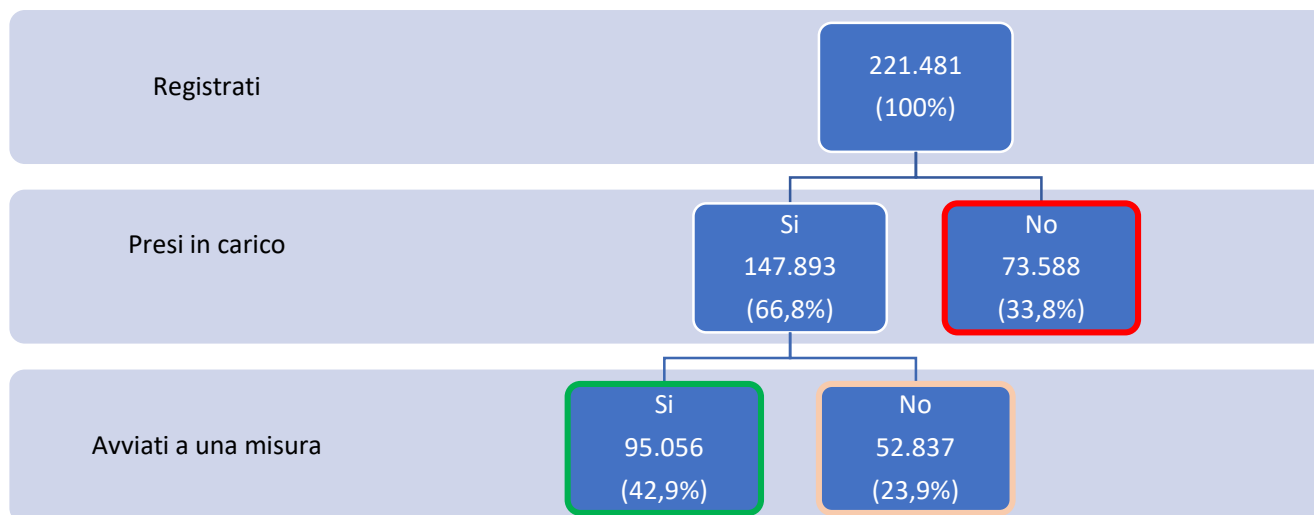 Registrati
221.481
(100%)
Presi in carico
Si
147.893
(66,8%)
No
73.588
(33,8%)
Avviati a una misura
Si
95.056
(42,9%)
No
52.837
(23,9%)